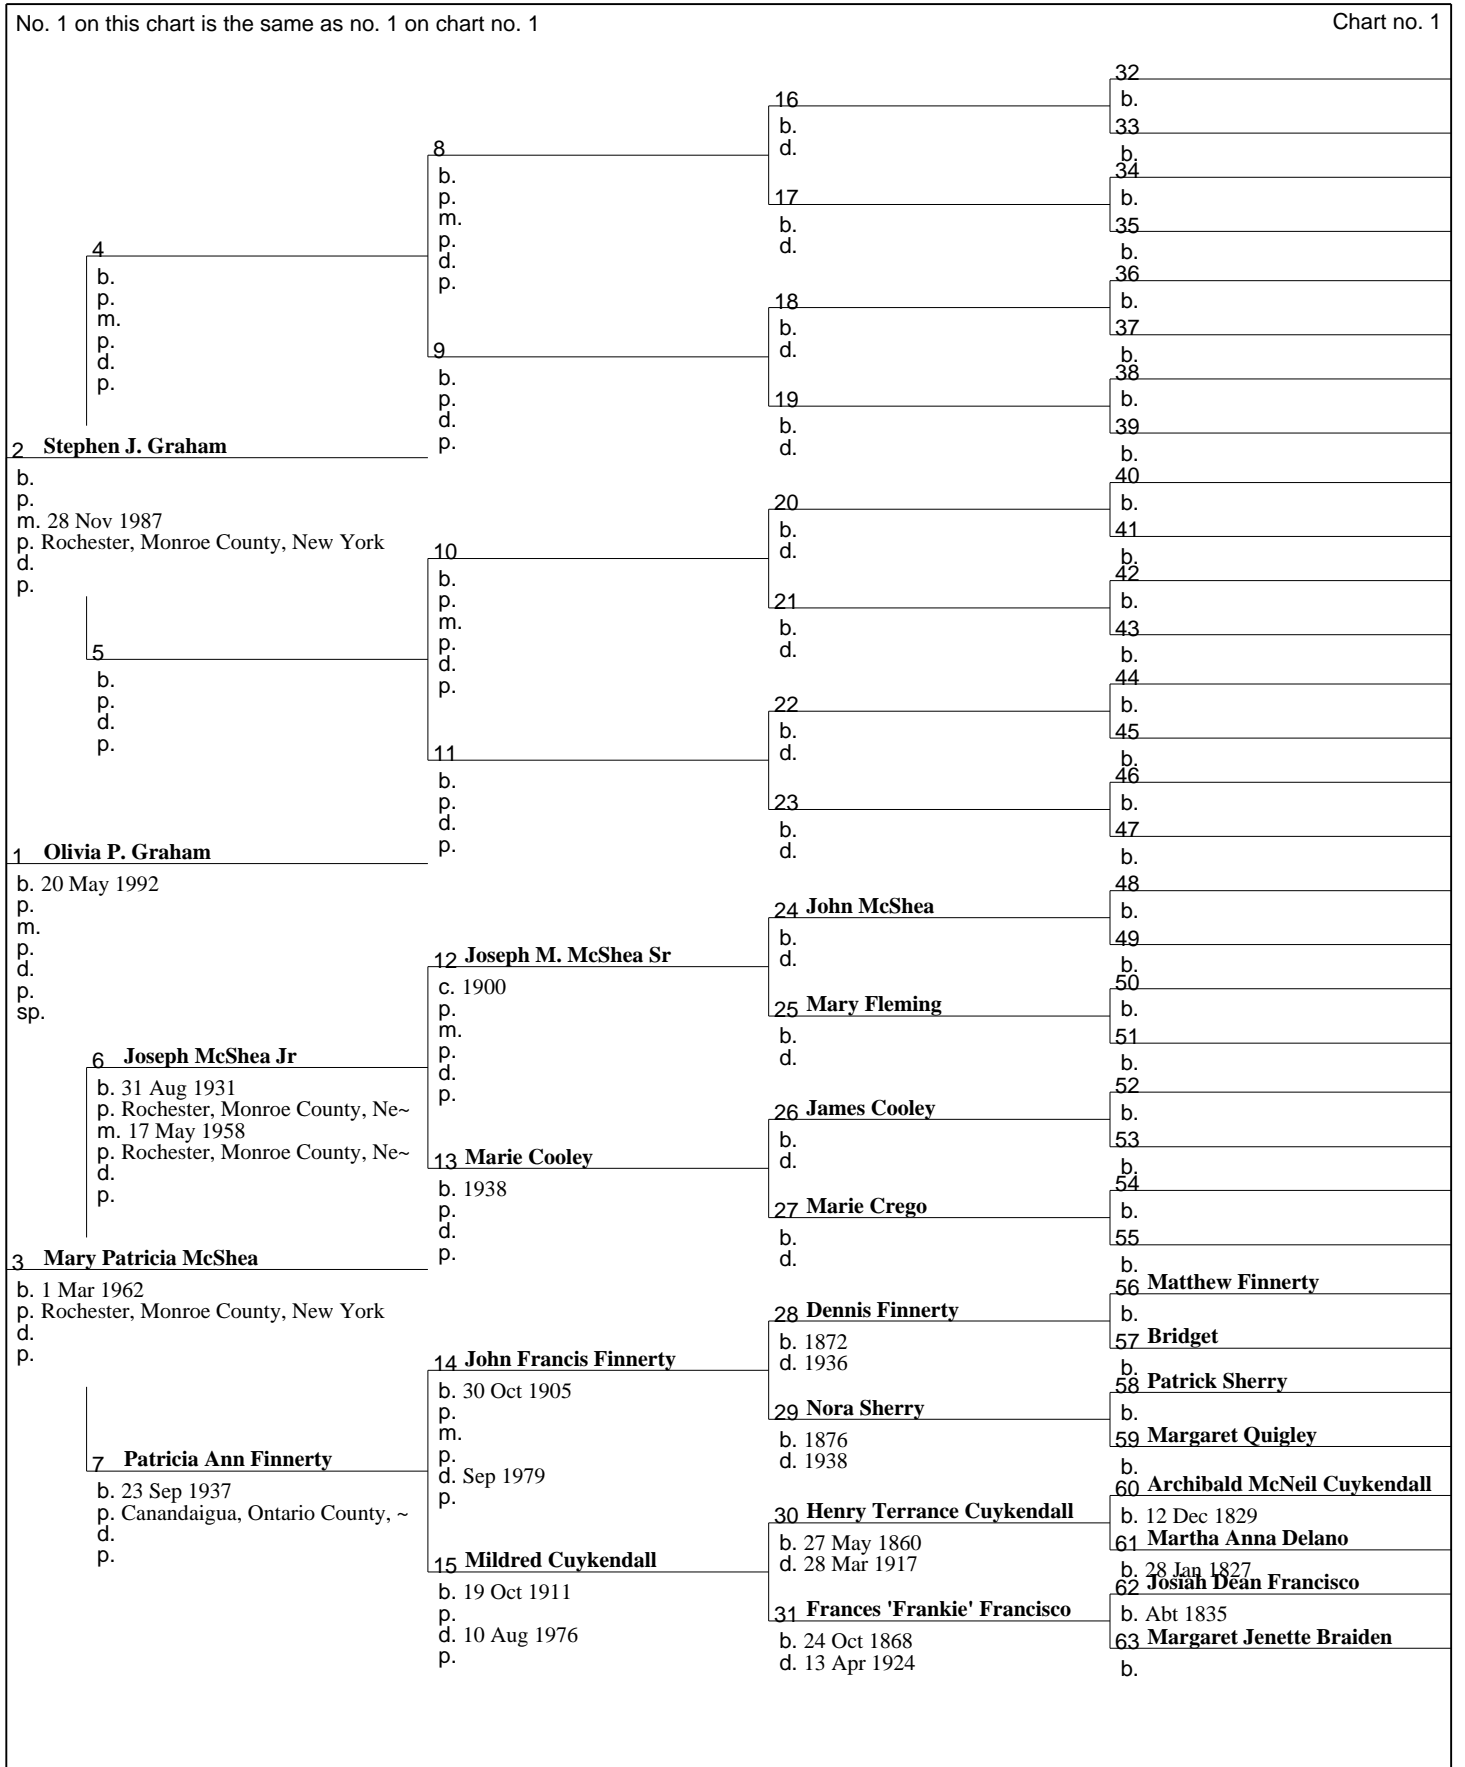 No. 1 on this chart is the same as no. 1 on chart no. 1
Chart no. 1
2 Stephen J. Graham
b.
p.
m. 28 Nov 1987
p. Rochester, Monroe County, New York
d.
p.
1 Olivia P. Graham
b. 20 May 1992
p.
m.
p.
d.
p.
sp.
3 Mary Patricia McShea
b. 1 Mar 1962
p. Rochester, Monroe County, New York
d.
p.
4
b.
p.
m.
p.
d.
p.
5
b.
p.
d.
p.
6 Joseph McShea Jr
b. 31 Aug 1931
p. Rochester, Monroe County, Ne~
m. 17 May 1958
p. Rochester, Monroe County, Ne~
d.
p.
7 Patricia Ann Finnerty
b. 23 Sep 1937
p. Canandaigua, Ontario County, ~
d.
p.
8
b.
p.
m.
p.
d.
p.
9
b.
p.
d.
p.
10
b.
p.
m.
p.
d.
p.
11
b.
p.
d.
p.
12 Joseph M. McShea Sr
c. 1900
p.
m.
p.
d.
p.
13 Marie Cooley
b. 1938
p.
d.
p.
14 John Francis Finnerty
b. 30 Oct 1905
p.
m.
p.
d. Sep 1979
p.
15 Mildred Cuykendall
b. 19 Oct 1911
p.
d. 10 Aug 1976
p.
16
b.
d.
17
b.
d.
18
b.
d.
19
b.
d.
20
b.
d.
21
b.
d.
22
b.
d.
23
b.
d.
24 John McShea
b.
d.
25 Mary Fleming
b.
d.
26 James Cooley
b.
d.
27 Marie Crego
b.
d.
28 Dennis Finnerty
b. 1872
d. 1936
29 Nora Sherry
b. 1876
d. 1938
30 Henry Terrance Cuykendall
b. 27 May 1860
d. 28 Mar 1917
31 Frances 'Frankie' Francisco
b. 24 Oct 1868
d. 13 Apr 1924
32
b.
33
b.
34
b.
35
b.
36
b.
37
b.
38
b.
39
b.
40
b.
41
b.
42
b.
43
b.
44
b.
45
b.
46
b.
47
b.
48
b.
49
b.
50
b.
51
b.
52
b.
53
b.
54
b.
55
b.
56 Matthew Finnerty
b.
57 Bridget
b.
58 Patrick Sherry
b.
59 Margaret Quigley
b.
60 Archibald McNeil Cuykendall
b. 12 Dec 1829
61 Martha Anna Delano
b. 28 Jan 1827
62 Josiah Dean Francisco
b. Abt 1835
63 Margaret Jenette Braiden
b.